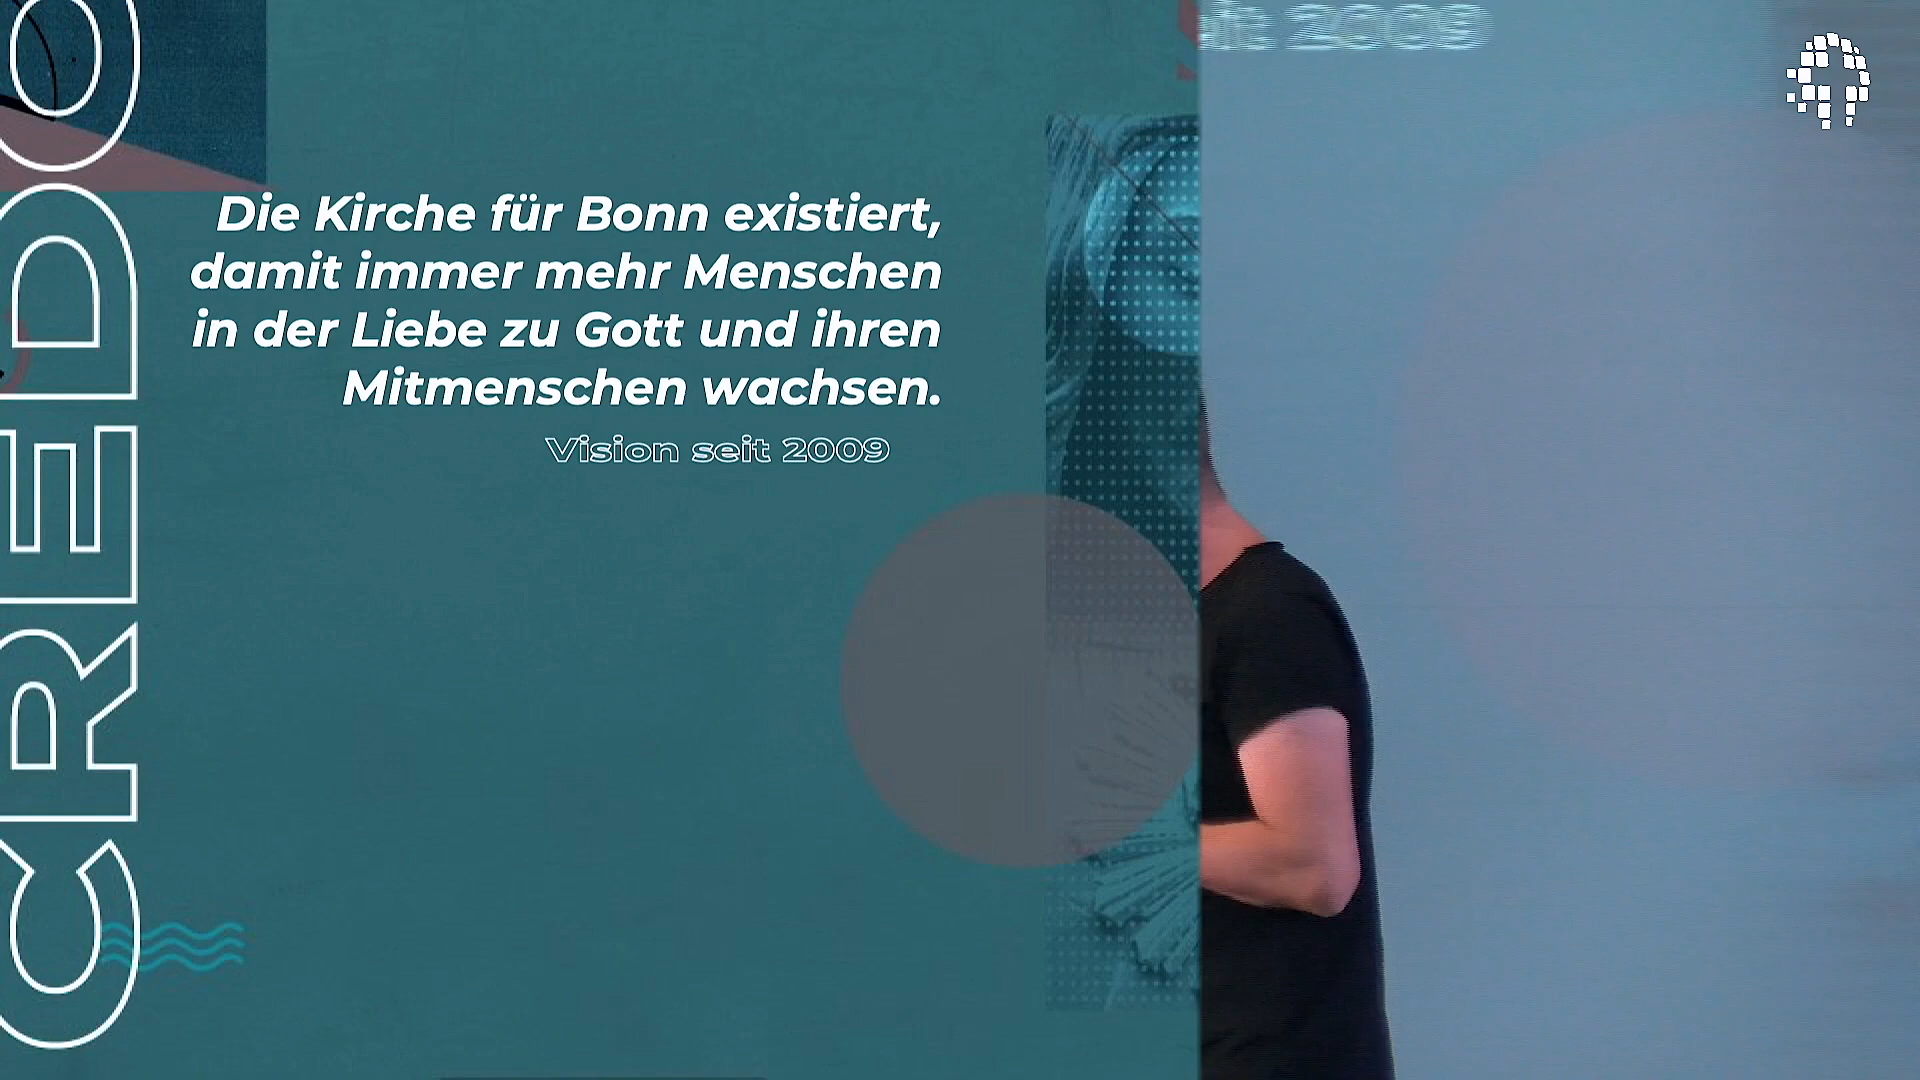 CREDO
Die Kirche für Bonn existiert,
damit immer mehr Menschen
in der Liebe zu Gott und ihren
Mitmenschen wachsen.
Vision seit 2009
2009